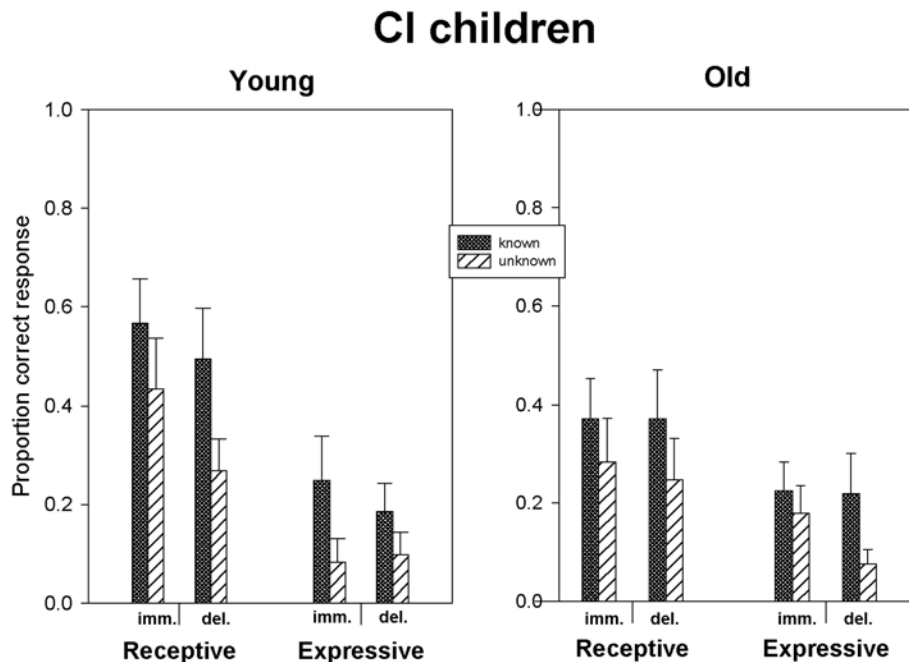 CI children
Young
Old
Proportion correct response
1.0
0.8
0.6
0.4
0.2
0.0
1.0
0.8
0.6
0.4
0.2
0.0
known
unknown
imm. del. imm. del.
Receptive Expressive
imm. del. imm. del.
Receptive Expressive